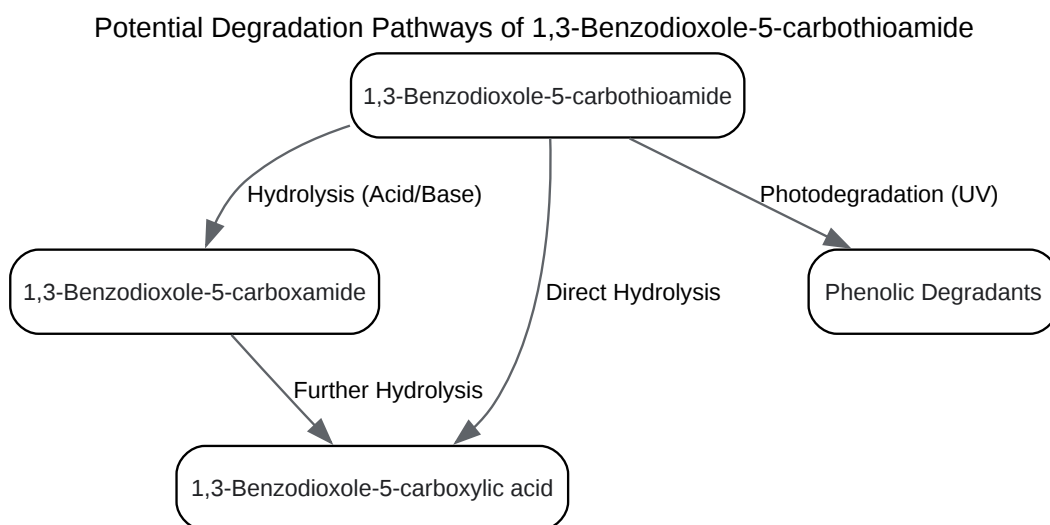 Potential Degradation Pathways of 1,3-Benzodioxole-5-carbothioamide
1,3-Benzodioxole-5-carbothioamide
Hydrolysis (Acid/Base)
Photodegradation (UV)
1,3-Benzodioxole-5-carboxamide
Direct Hydrolysis
Phenolic Degradants
Further Hydrolysis
1,3-Benzodioxole-5-carboxylic acid